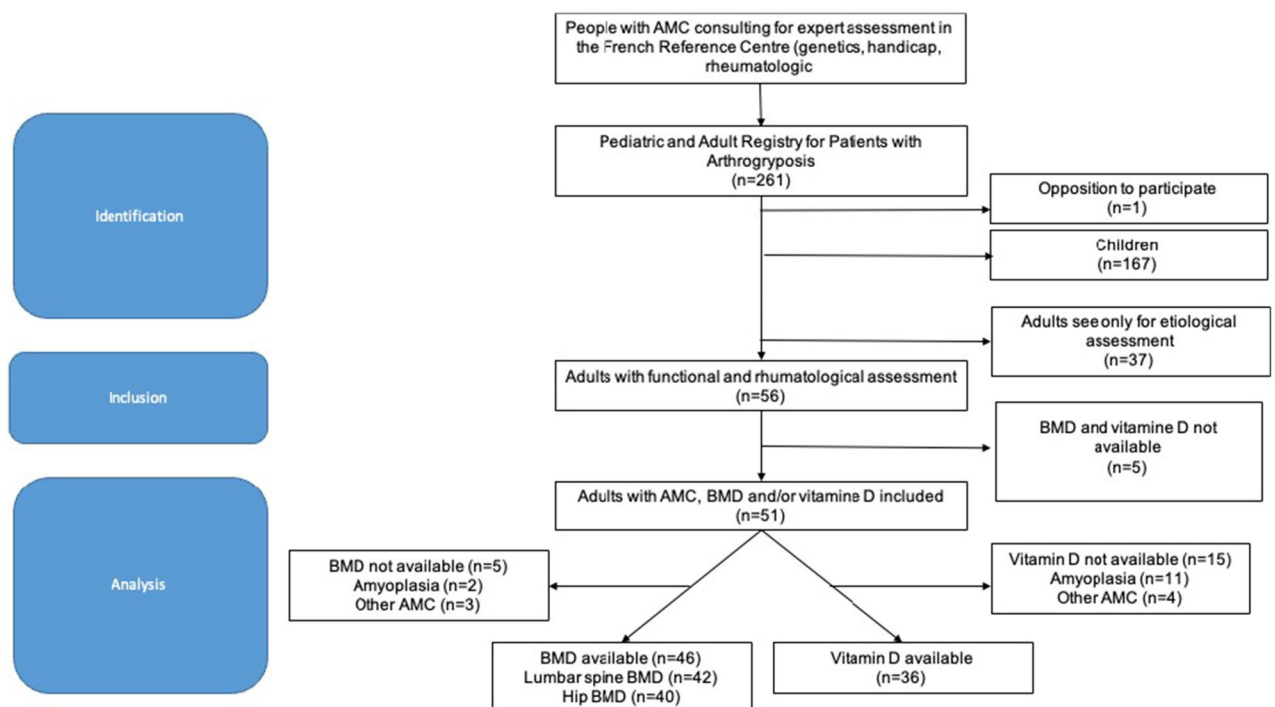 People with AMC consulting for expert assessment in
the French Reference Centre (genetics, handicap,
rheumatologic
Identification
Pediatric and Adult Registry for Patients with
Arthrogryposis
(n=261)
Opposition to participate
(n=1)
Children
(n=167)
Adults see only for etiological
assessment
(n=37)
Inclusion
Adults with functional and rhumatological assessment
(n=56)
BMD and vitamine D not
available
(n=5)
Analysis
Adults with AMC, BMD and/or vitamine D included
(n=51)
BMD not available (n=5)
Amyoplasia (n=2)
Other AMC (n=3)
Vitamin D not available (n=15)
Amyoplasia (n=11)
Other AMC (n=4)
BMD available (n=46)
Lumbar spine BMD (n=42)
Hip BMD (n=40)
Vitamin D available
(n=36)